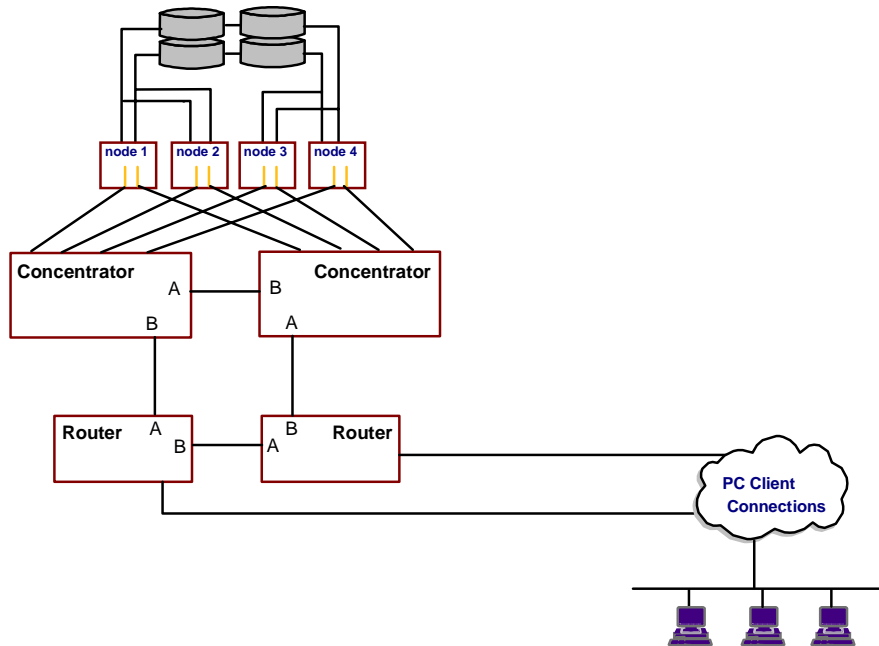 node 1
node 2
node 3
node 4
Concentrator
Concentrator
A
B
B
A
Router
A
B
B
A
Router
PC Client
Connections